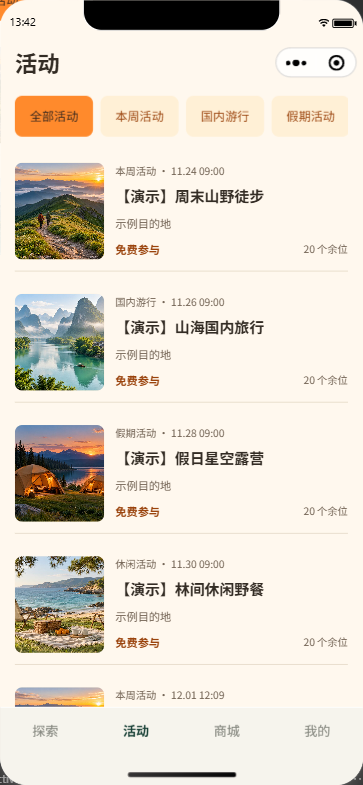 13:42
活动
全部活动 本周活动 国内游行 假期活动
本周活动 · 11.24 09:00
【演示】周末山野徒步
示例目的地
免费参与 20 个余位
国内游行 · 11.26 09:00
【演示】山海国内旅行
示例目的地
免费参与 20 个余位
假期活动 · 11.28 09:00
【演示】假日星空露营
示例目的地
免费参与 20 个余位
休闲活动 · 11.30 09:00
【演示】林间休闲野餐
示例目的地
免费参与 20 个余位
本周活动 · 12.01 12:09
探索 活动 商城 我的